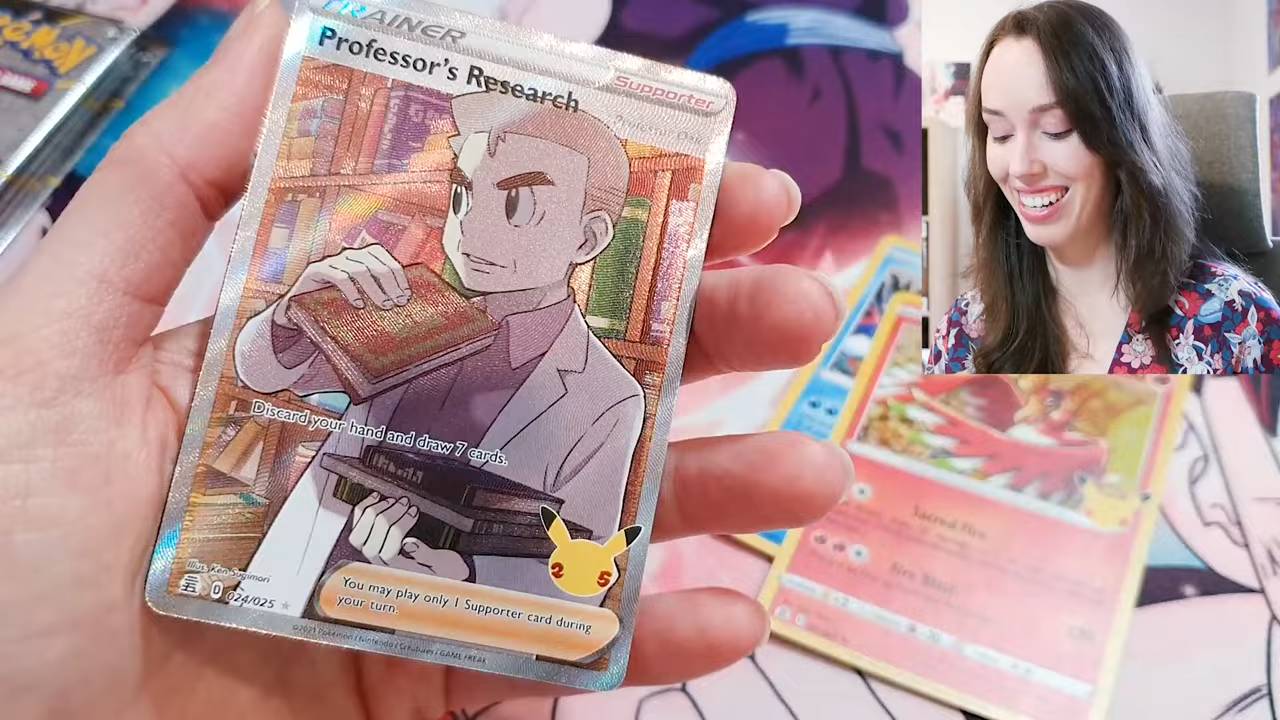 Pokémon
TRAINER
Professor's Research
Supporter
Professor Oak
Discard your hand and draw 7 cards.
25
Illus. Ken Sugimori
024/025
You may play only 1 Supporter card during
your turn.
©2021 Pokémon / Nintendo / Creatures / GAME FREAK
Sacred Fire
Fire Blast